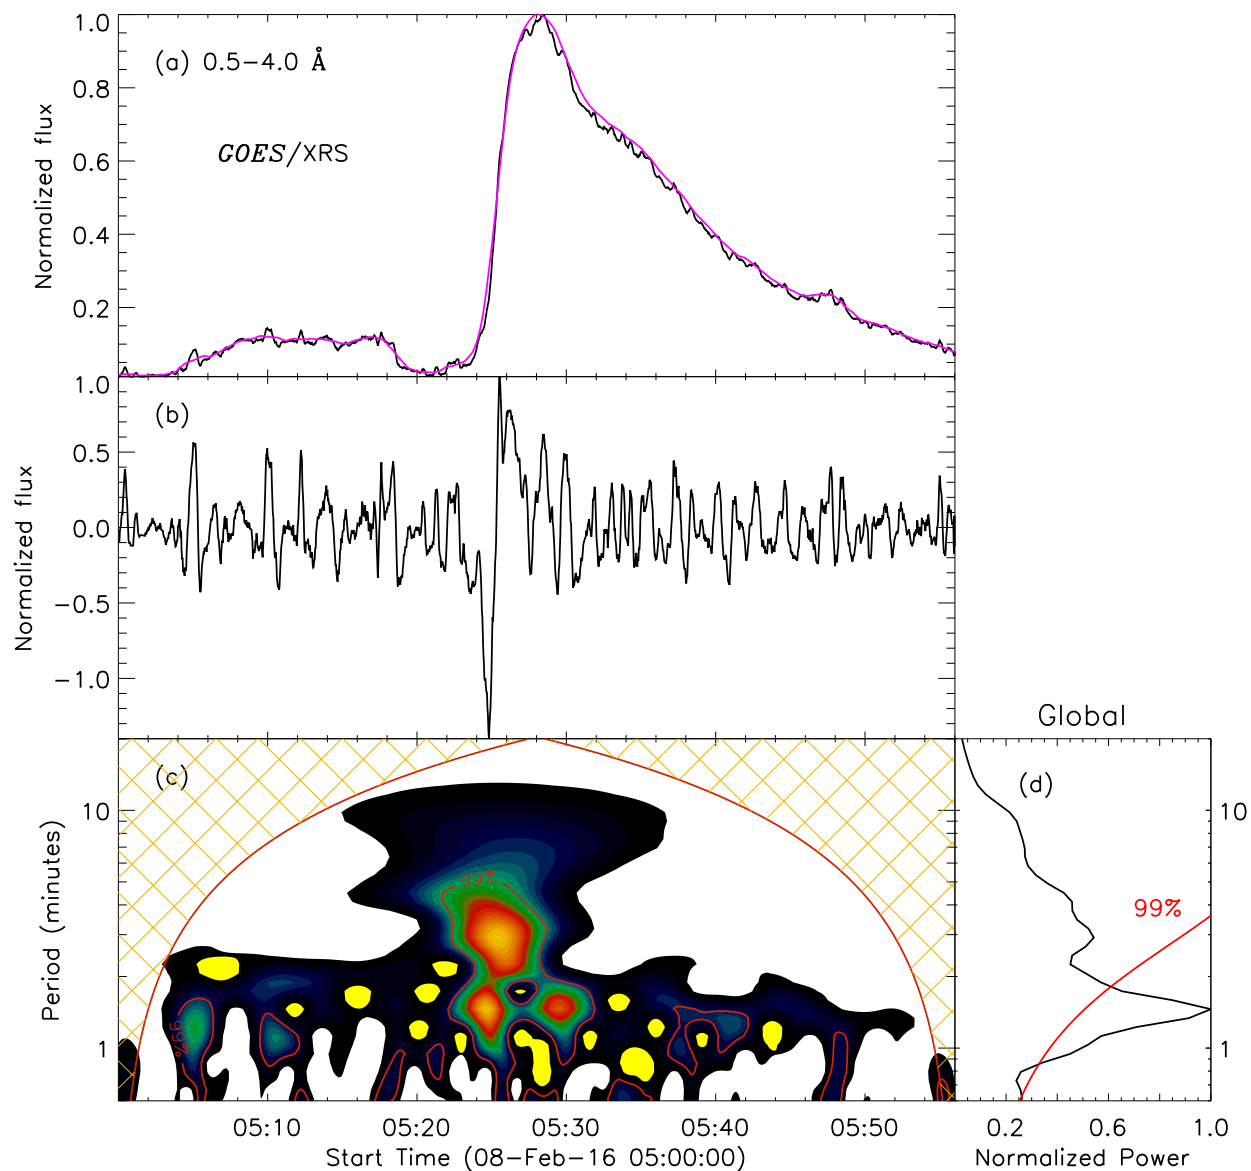 1.0
(a) 0.5−4.0 Å
0.8
GOES/XRS
0.6
0.4
0.2
Normalized flux
1.0
(b)
0.5
0.0
−0.5
−1.0
Normalized flux
Global
(c)
10
1
Period (minutes)
99%
99%
(d)
10
99%
1
05:10
05:20
05:30
05:40
05:50
0.2
0.6
1.0
Start Time (08−Feb−16 05:00:00)
Normalized Power